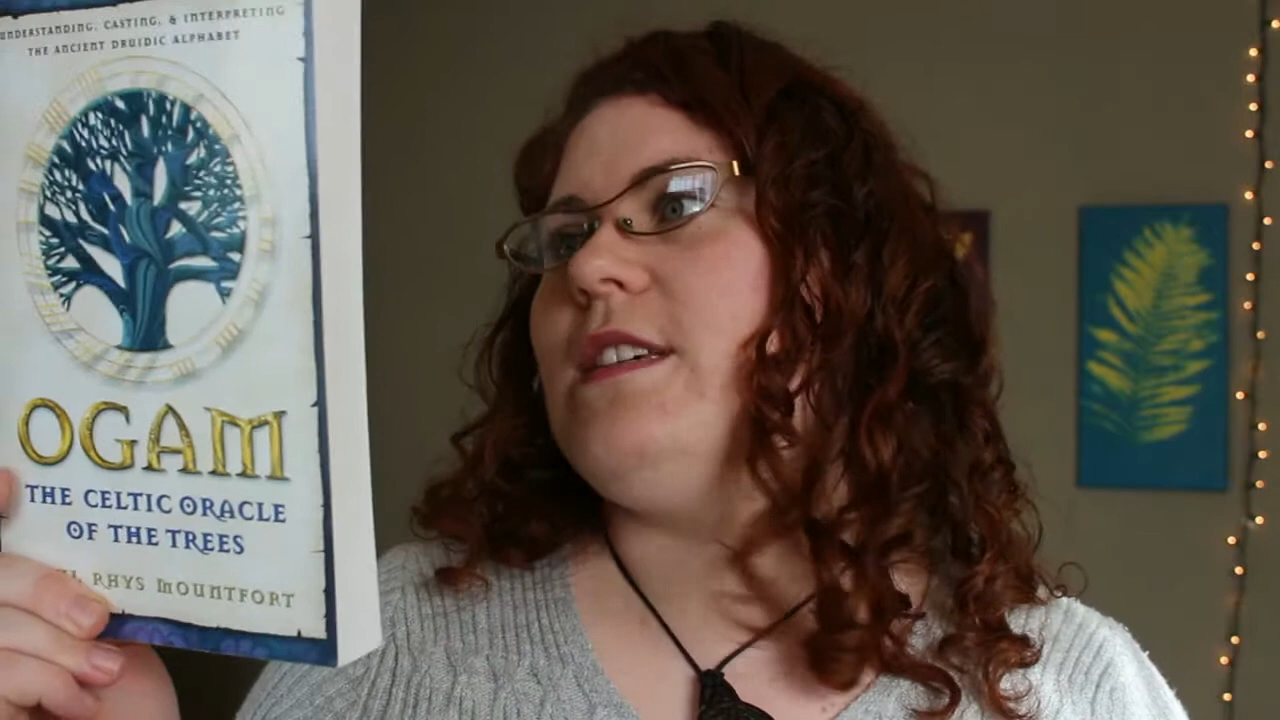 UNDERSTANDING, CASTING, & INTERPRETING
THE ANCIENT DRUIDIC ALPHABET
OGAM
THE CELTIC ORACLE
OF THE TREES
RHYS MOUNTFORT